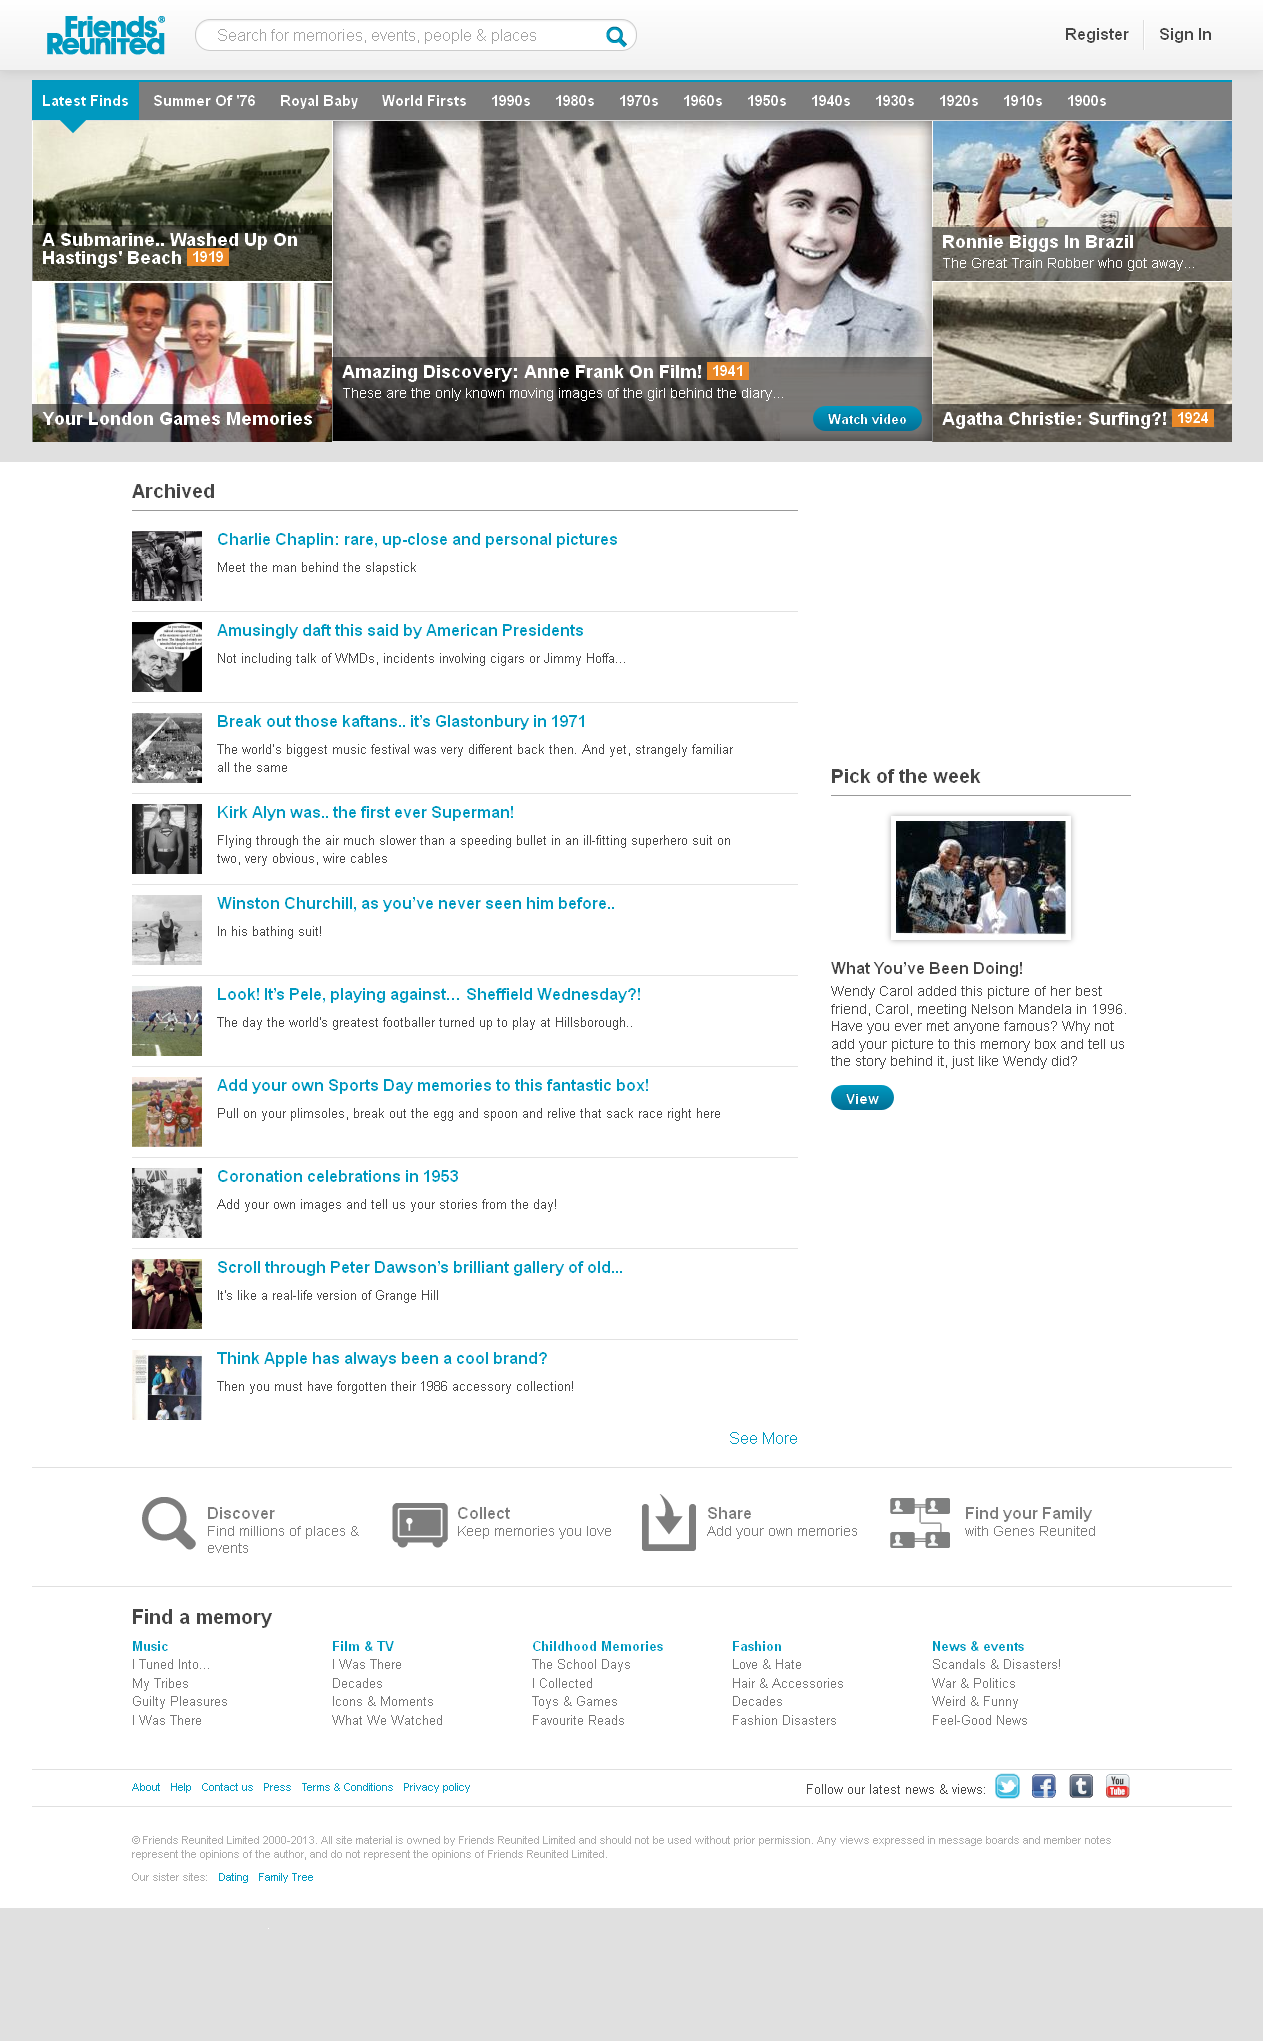 Friends
Reunited
Search for memories, events, people & places
Register
Sign In
Latest Finds
Summer Of '76
Royal Baby
World Firsts
1990s
1980s
1970s
1960s
1950s
1940s
1930s
1920s
1910s
1900s
A Submarine.. Washed Up On
Hastings' Beach 1919
Your London Games Memories
Amazing Discovery: Anne Frank On Film! 1941
These are the only known moving images of the girl behind the diary...
Watch video
Ronnie Biggs In Brazil
The Great Train Robber who got away...
Agatha Christie: Surfing?! 1924
Archived
Charlie Chaplin: rare, up-close and personal pictures
Meet the man behind the slapstick
Amusingly daft this said by American Presidents
Not including talk of WMDs, incidents involving cigars or Jimmy Hoffa...
Break out those kaftans.. it's Glastonbury in 1971
The world's biggest music festival was very different back then. And yet, strangely familiar
all the same
Kirk Alyn was.. the first ever Superman!
Flying through the air much slower than a speeding bullet in an ill-fitting superhero suit on
two, very obvious, wire cables
Winston Churchill, as you've never seen him before..
In his bathing suit!
Look! It's Pele, playing against... Sheffield Wednesday?!
The day the world's greatest footballer turned up to play at Hillsborough..
Add your own Sports Day memories to this fantastic box!
Pull on your plimsoles, break out the egg and spoon and relive that sack race right here
Coronation celebrations in 1953
Add your own images and tell us your stories from the day!
Scroll through Peter Dawson's brilliant gallery of old...
It's like a real-life version of Grange Hill
Think Apple has always been a cool brand?
Then you must have forgotten their 1986 accessory collection!
See More
Pick of the week
What You've Been Doing!
Wendy Carol added this picture of her best
friend, Carol, meeting Nelson Mandela in 1996.
Have you ever met anyone famous? Why not
add your picture to this memory box and tell us
the story behind it, just like Wendy did?
View
Discover
Find millions of places &
events
Collect
Keep memories you love
Share
Add your own memories
Find your Family
with Genes Reunited
Find a memory
Music
I Tuned Into...
My Tribes
Guilty Pleasures
I Was There
Film & TV
I Was There
Decades
Icons & Moments
What We Watched
Childhood Memories
The School Days
I Collected
Toys & Games
Favourite Reads
Fashion
Love & Hate
Hair & Accessories
Decades
Fashion Disasters
News & events
Scandals & Disasters!
War & Politics
Weird & Funny
Feel-Good News
About Help Contact us Press Terms & Conditions Privacy policy
Follow our latest news & views:
You
Tube
© Friends Reunited Limited 2000-2013. All site material is owned by Friends Reunited Limited and should not be used without prior permission. Any views expressed in message boards and member notes
represent the opinions of the author, and do not represent the opinions of Friends Reunited Limited.
Our sister sites: Dating Family Tree